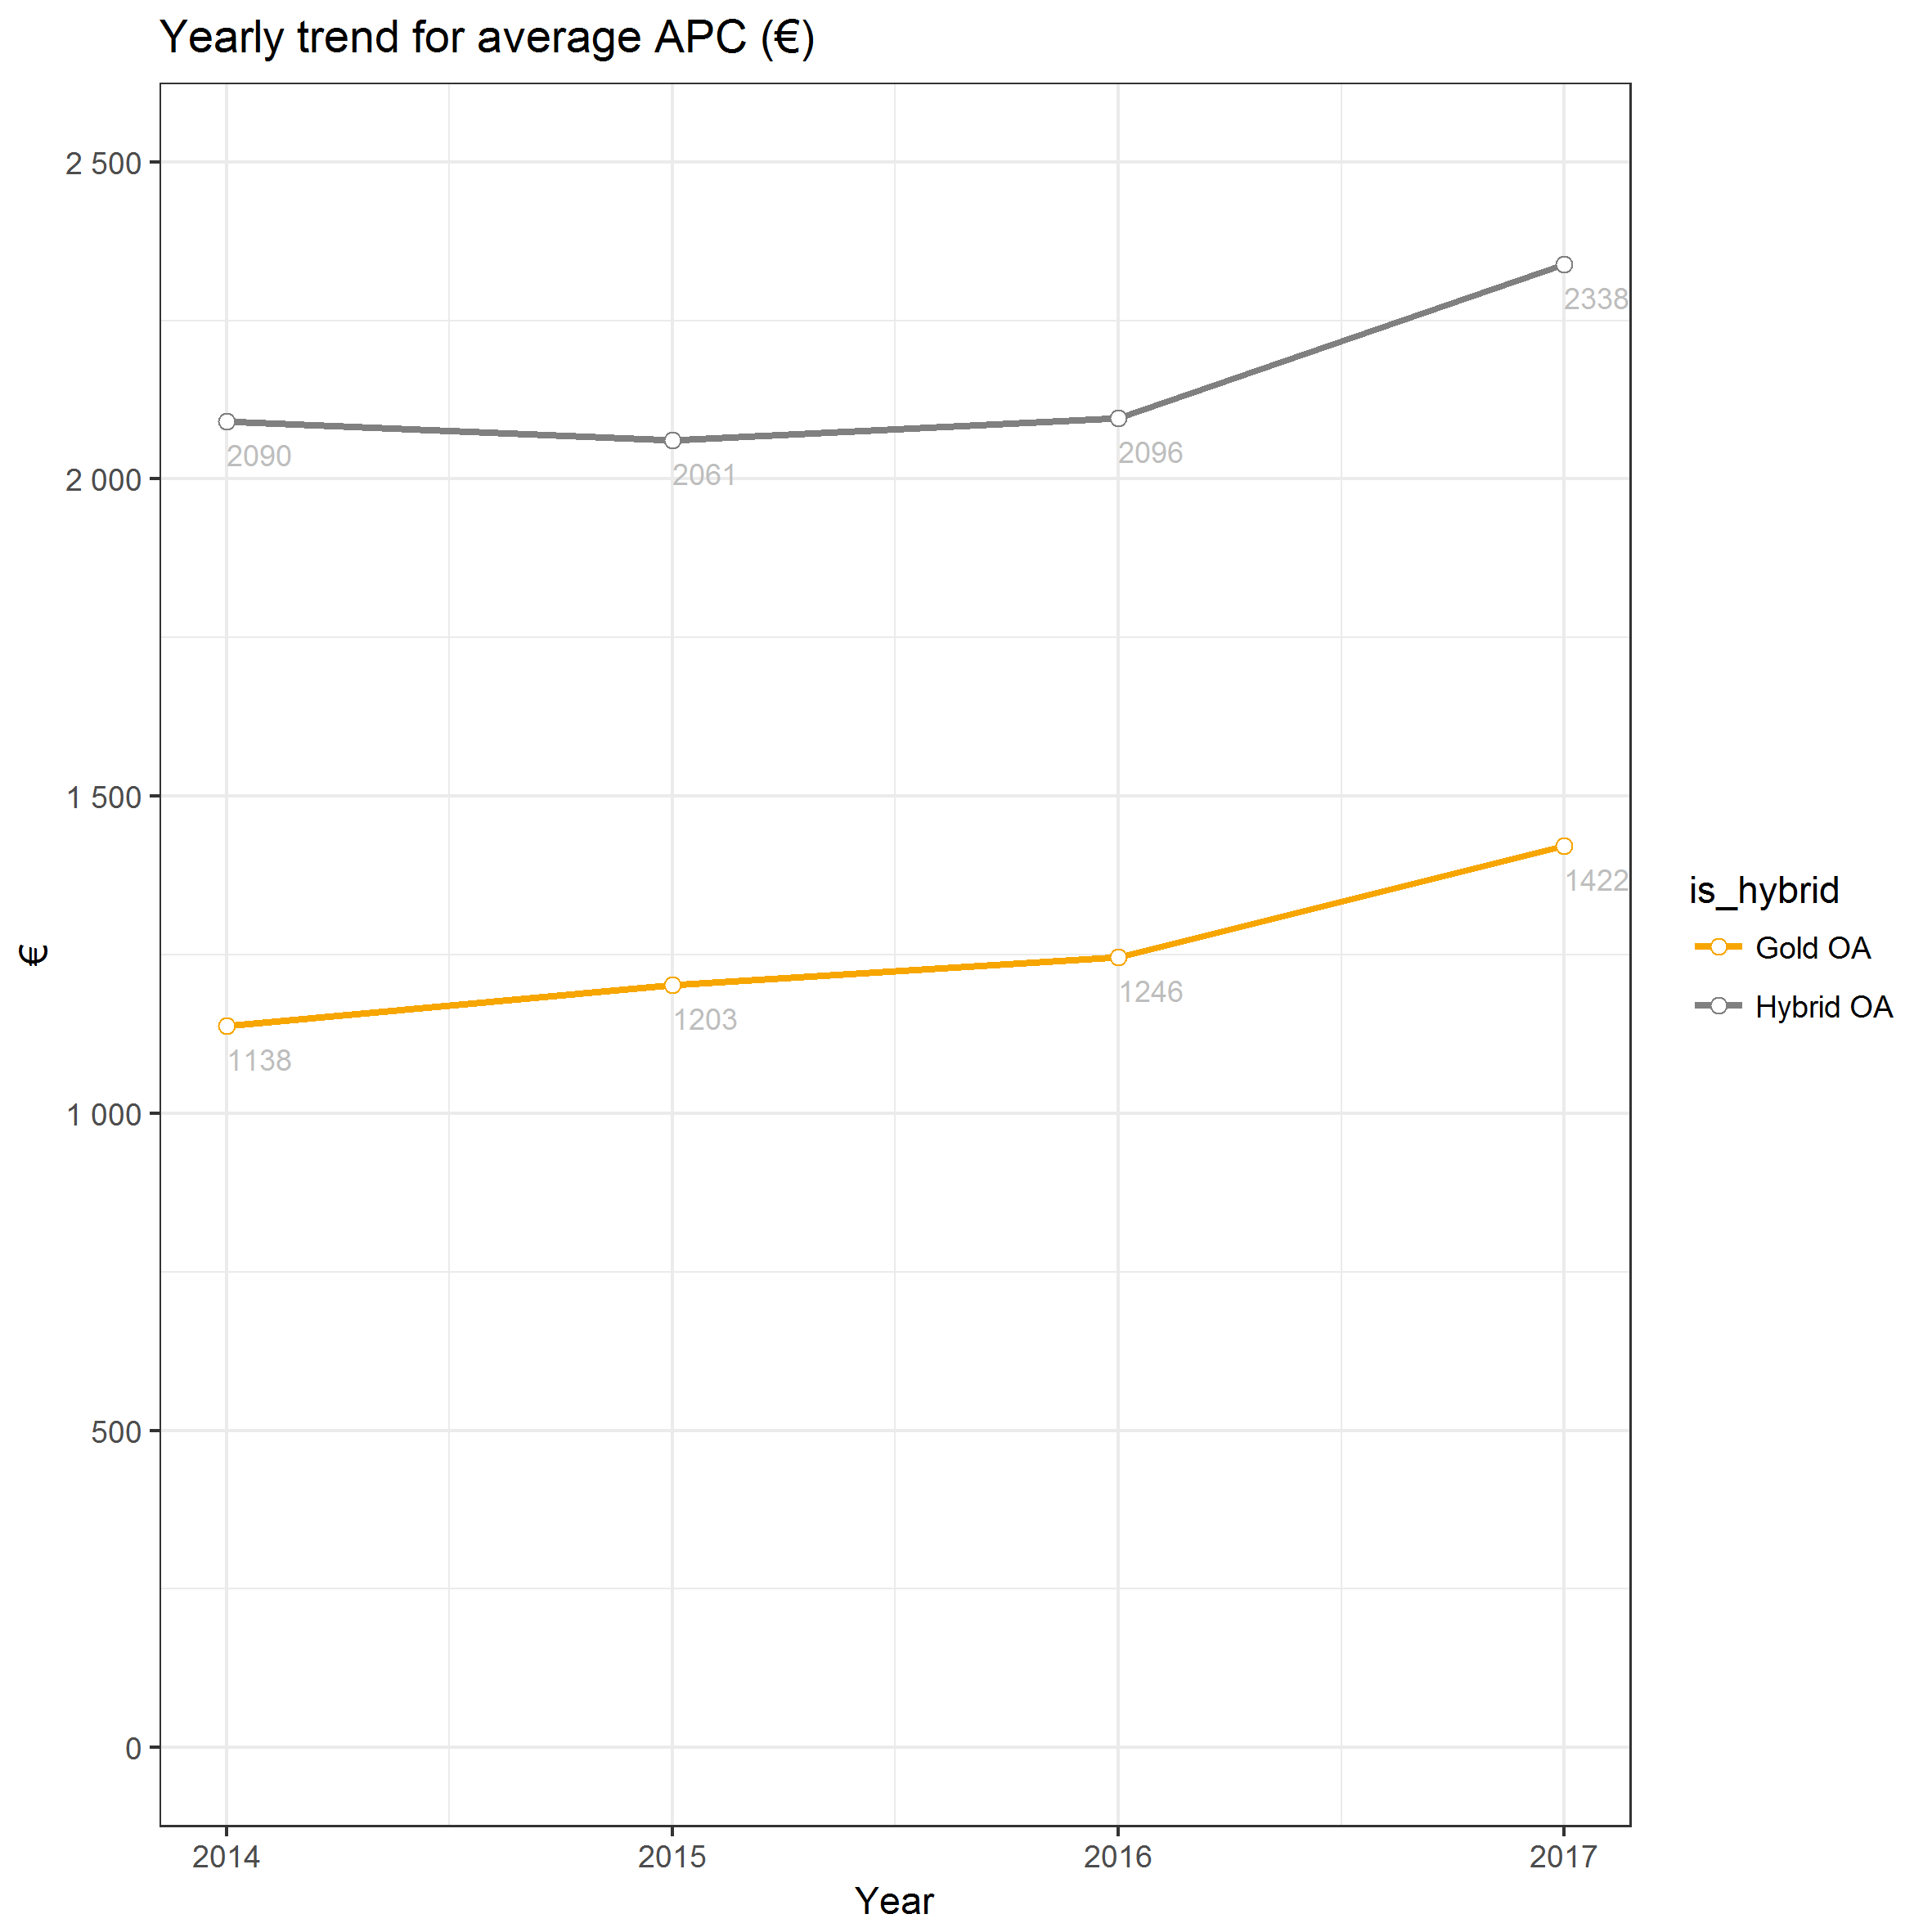 Yearly trend for average APC (€)
2 500
2 000
1 500
1 000
500
0
€
2338
2090
2061
2096
1422
1246
1203
1138
is_hybrid
Gold OA
Hybrid OA
2014 2015 2016 2017
Year